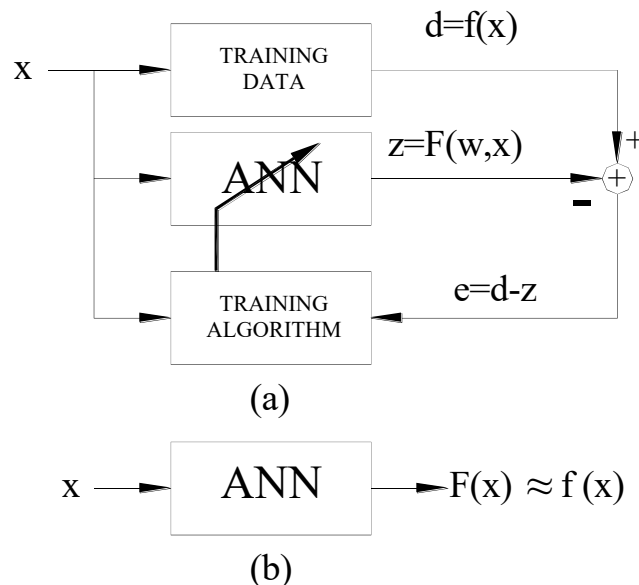 d=f(x)
x
TRAINING
DATA
+
z=F(w,x)
ANN
+
-
e=d-z
TRAINING
ALGORITHM
(a)
x
ANN
F(x) ≈ f (x)
(b)